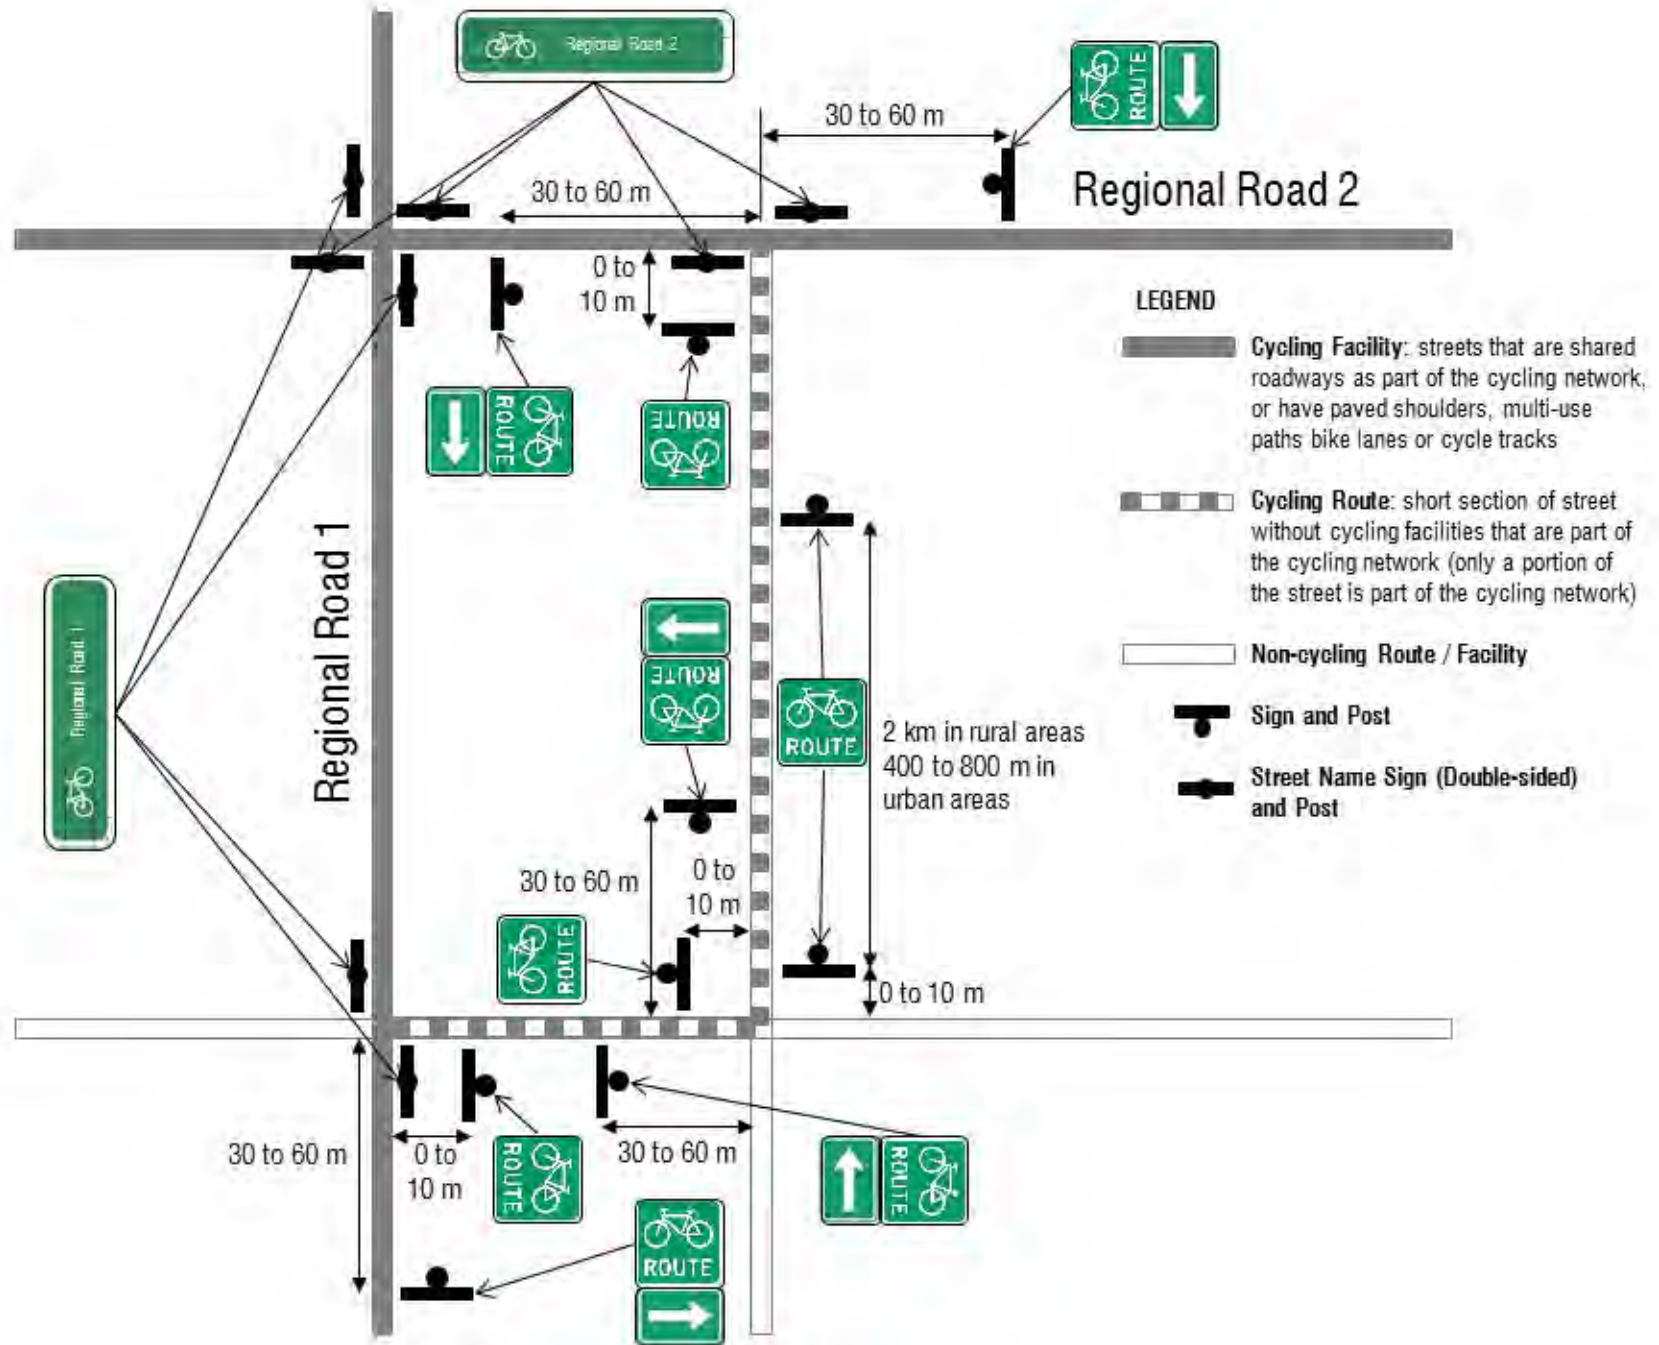 Regional Road 2
ROUTE
30 to 60 m
30 to 60 m
Regional Road 2
0 to
10 m
ROUTE
ROUTE
LEGEND
Cycling Facility: streets that are shared
roadways as part of the cycling network,
or have paved shoulders, multi-use
paths bike lanes or cycle tracks
Cycling Route: short section of street
without cycling facilities that are part of
the cycling network (only a portion of
the street is part of the cycling network)
Non-cycling Route / Facility
Sign and Post
Street Name Sign (Double-sided)
and Post
Regional Road 1
Regional Road 1
ROUTE
ROUTE
2 km in rural areas
400 to 800 m in
urban areas
30 to 60 m
0 to
10 m
ROUTE
0 to 10 m
30 to 60 m
0 to
10 m
30 to 60 m
ROUTE
ROUTE
ROUTE